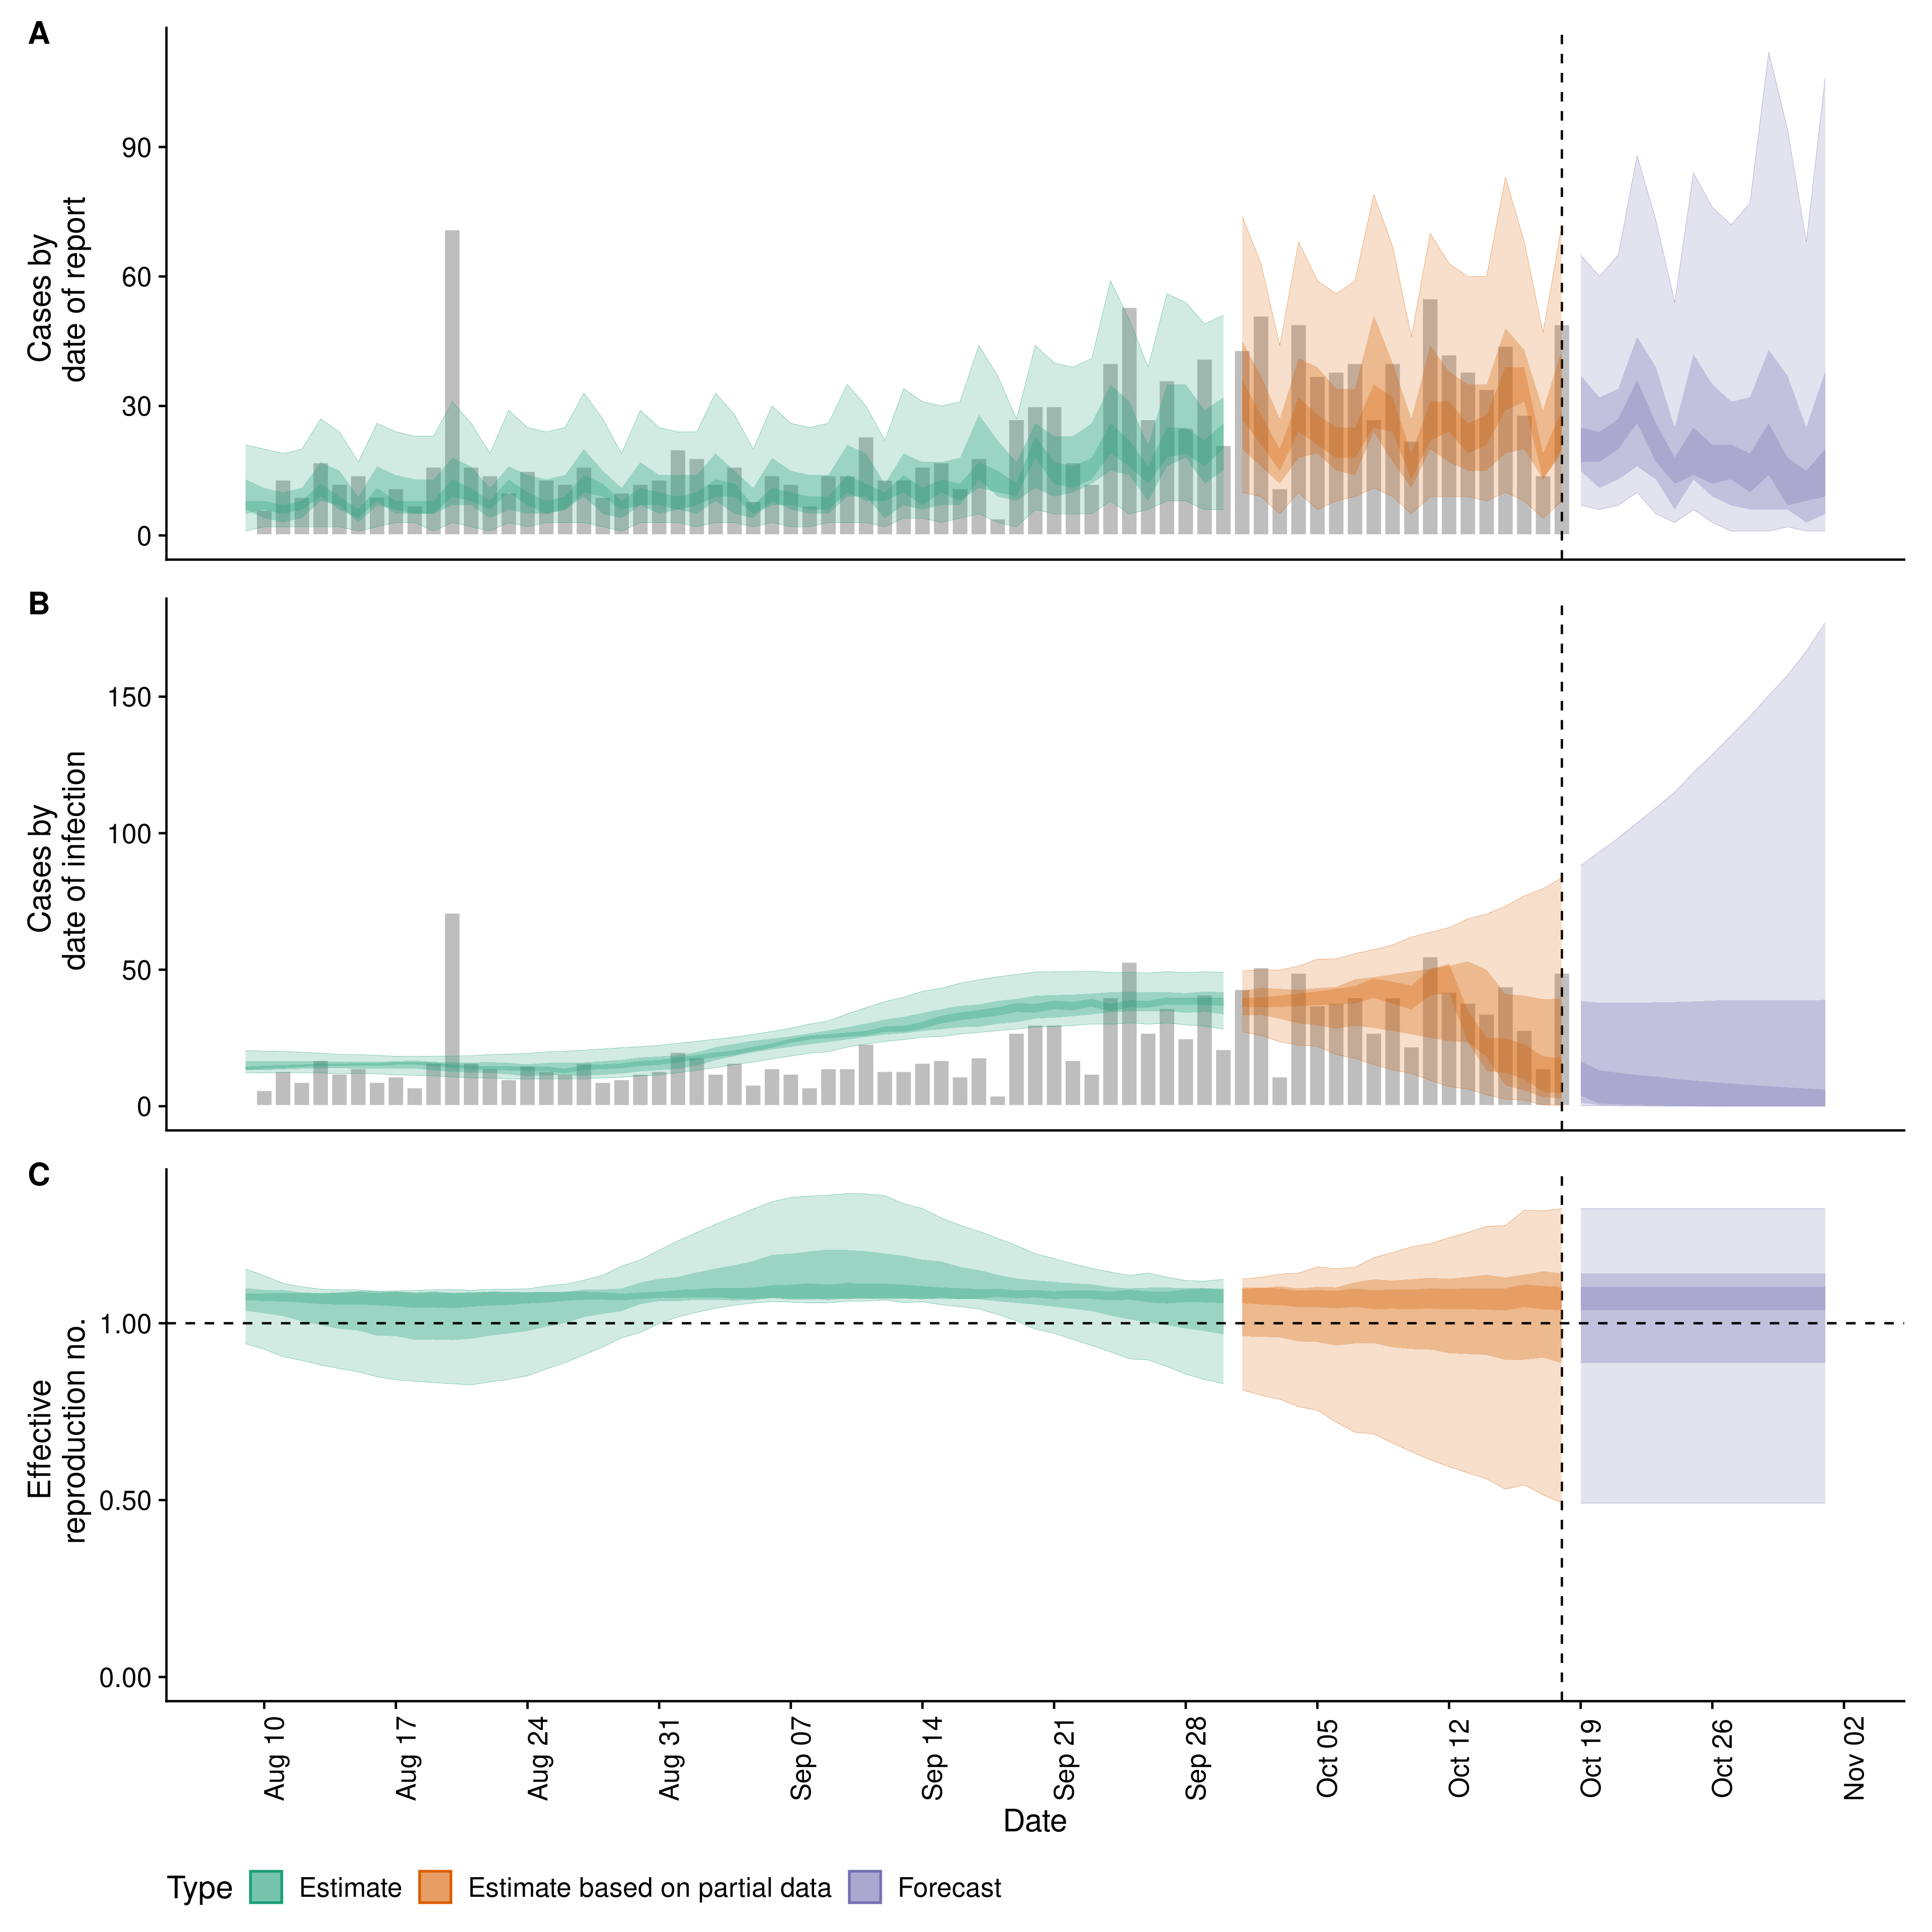 A
Cases by
date of report
90
60
30
0
B
Cases by
date of infection
150
100
50
0
C
Effective
reproduction no.
1.00
0.50
0.00
Aug 10
Aug 17
Aug 24
Aug 31
Sep 07
Sep 14
Sep 21
Sep 28
Oct 05
Oct 12
Oct 19
Oct 26
Nov 02
Date
Type Estimate Estimate based on partial data Forecast